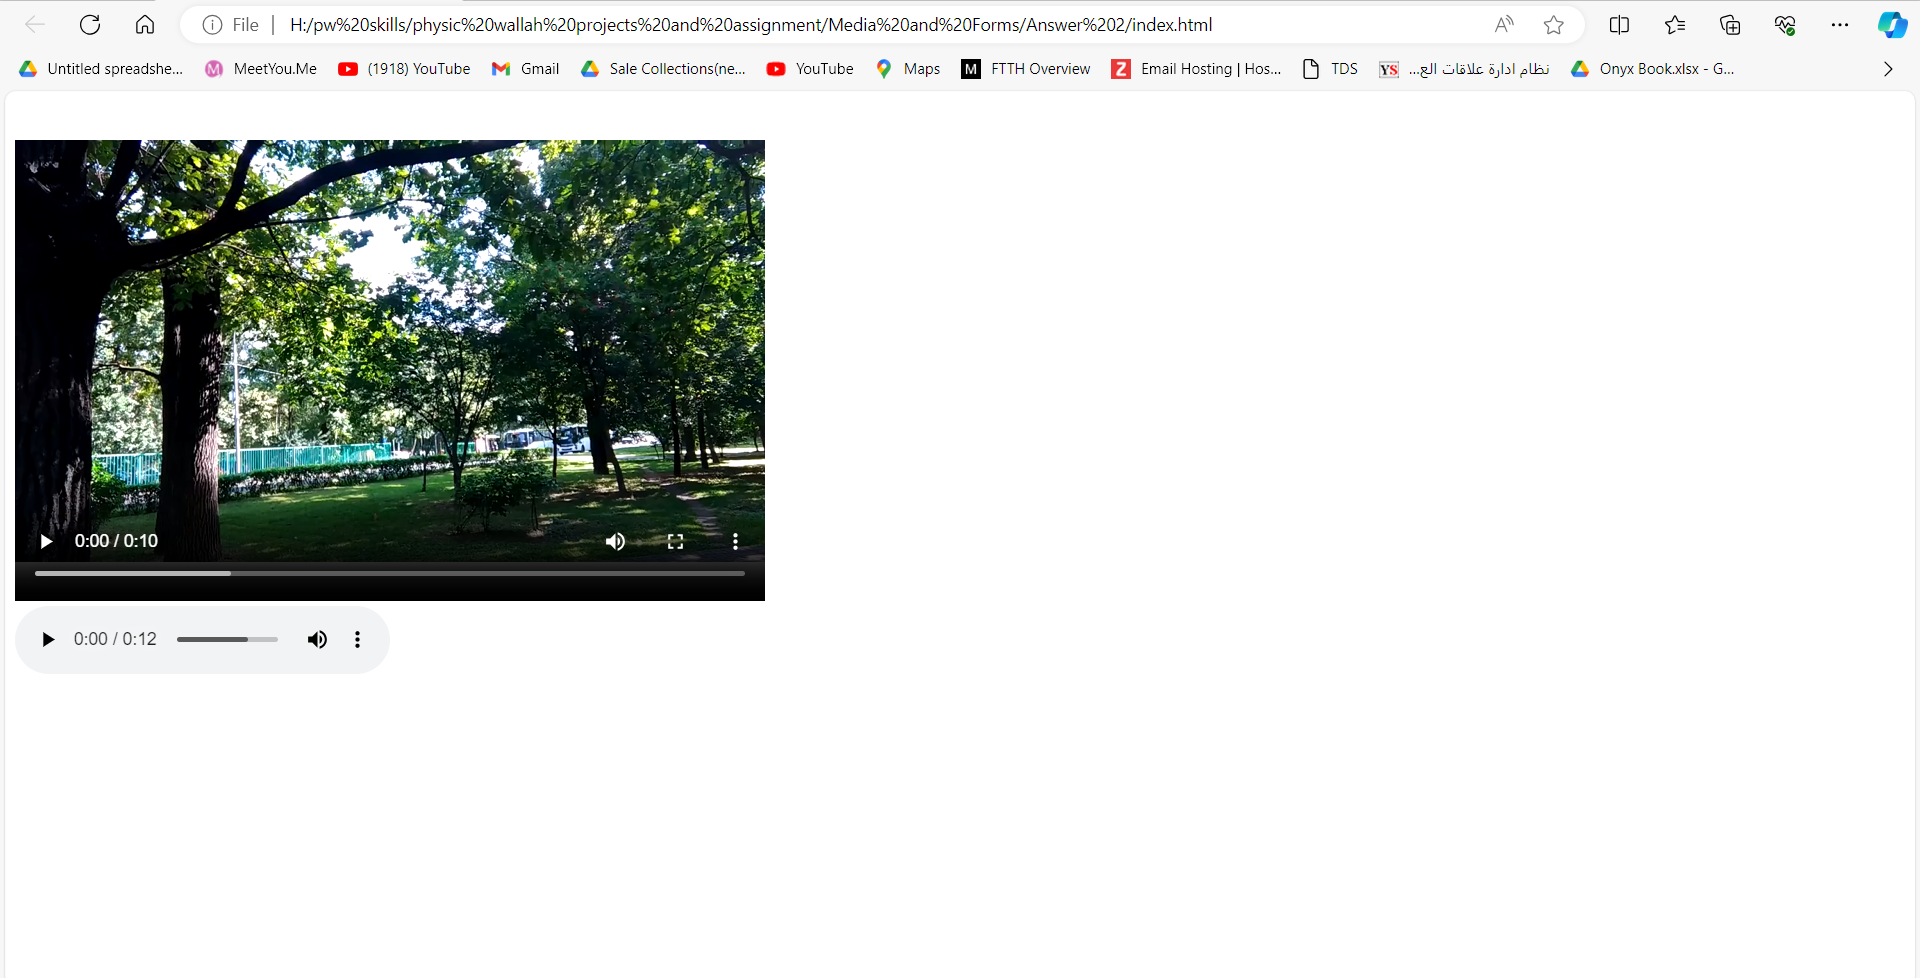 File | H:/pw%20skills/physic%20wallah%20projects%20and%20assignment/Media%20and%20Forms/Answer%202/index.html
Untitled spreadshe... MeetYou.Me (1918) YouTube Gmail Sale Collections(ne... YouTube Maps M FTTH Overview Z Email Hosting | Hos... TDS YS نظام ادارة علاقات الع... Onyx Book.xlsx - G...
0:00 / 0:10
0:00 / 0:12